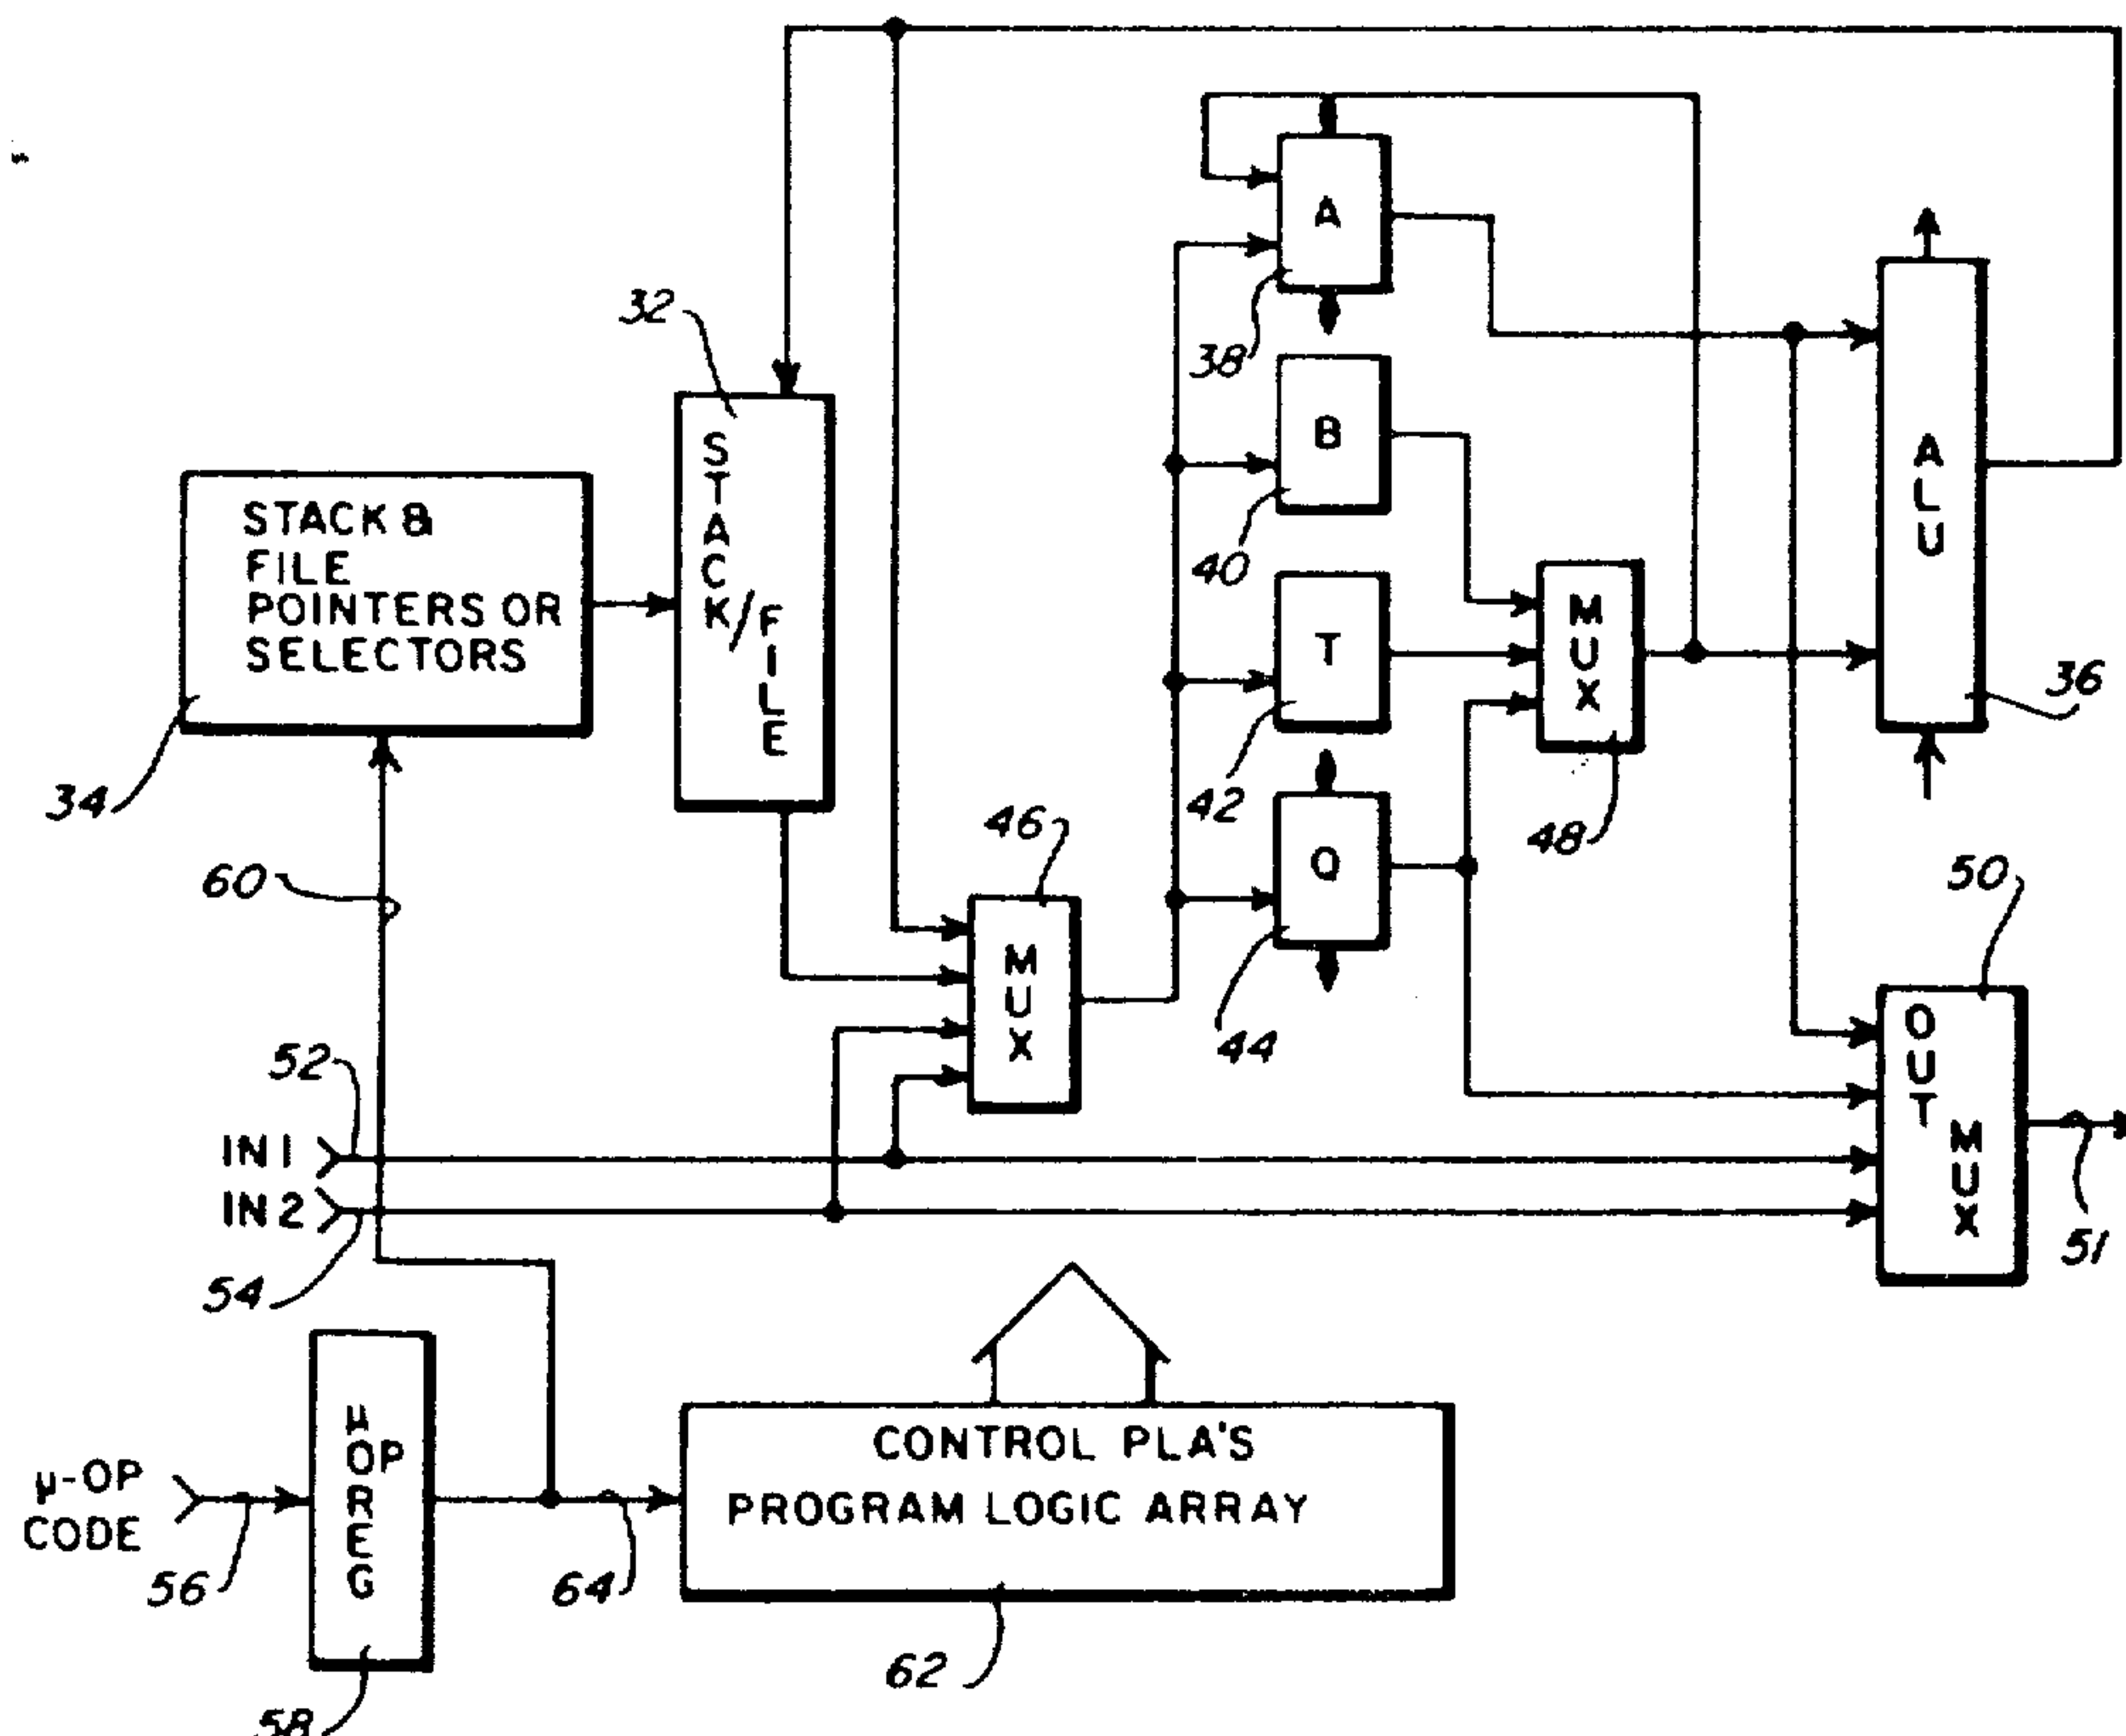 A
32
38
STACK/FILE
B
ALU
STACK &
FILE
POINTERS OR
SELECTORS
40
MUX
T
36
34
42
46
48
60
Q
50
MUX
44
OUT MUX
52
IN 1
IN 2
51
54
µ OP REG
CONTROL PLA'S
PROGRAM LOGIC ARRAY
µ-OP
CODE
56
64
62
58